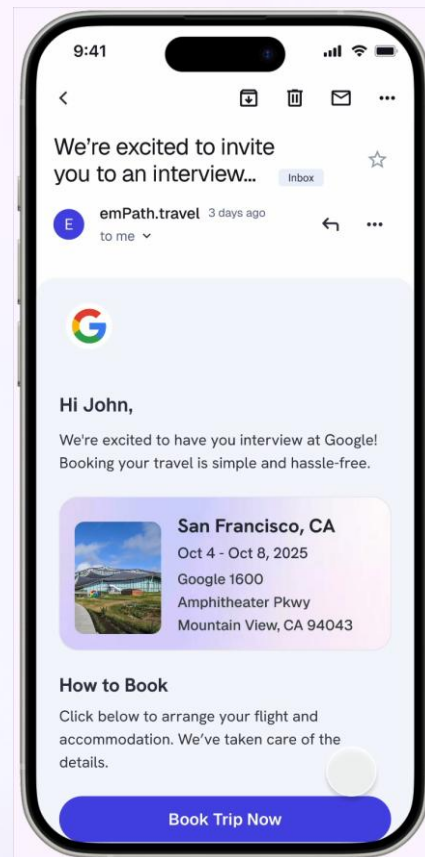 9:41
We’re excited to invite
you to an interview...
Inbox
E
emPath.travel 3 days ago
to me
G
Hi John,
We're excited to have you interview at Google!
Booking your travel is simple and hassle-free.
San Francisco, CA
Oct 4 - Oct 8, 2025
Google 1600
Amphitheater Pkwy
Mountain View, CA 94043
How to Book
Click below to arrange your flight and
accommodation. We’ve taken care of the
details.
Book Trip Now